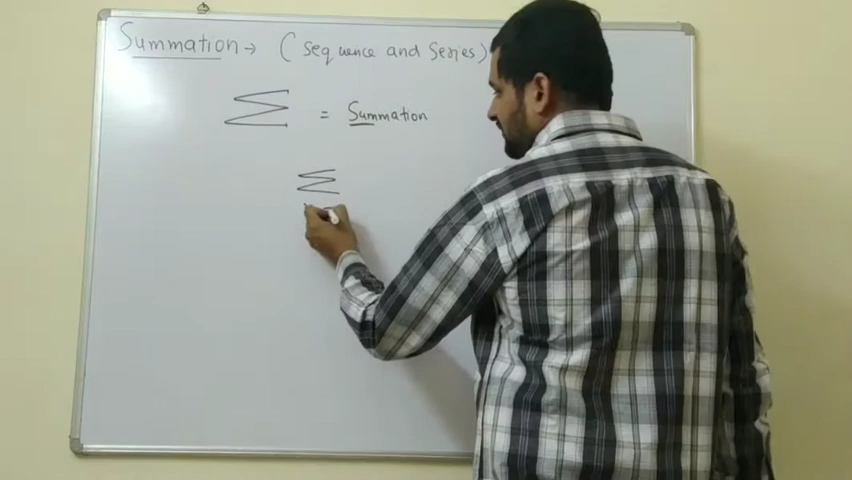 Summation → (Sequence and Series)
Σ = Summation
Σ